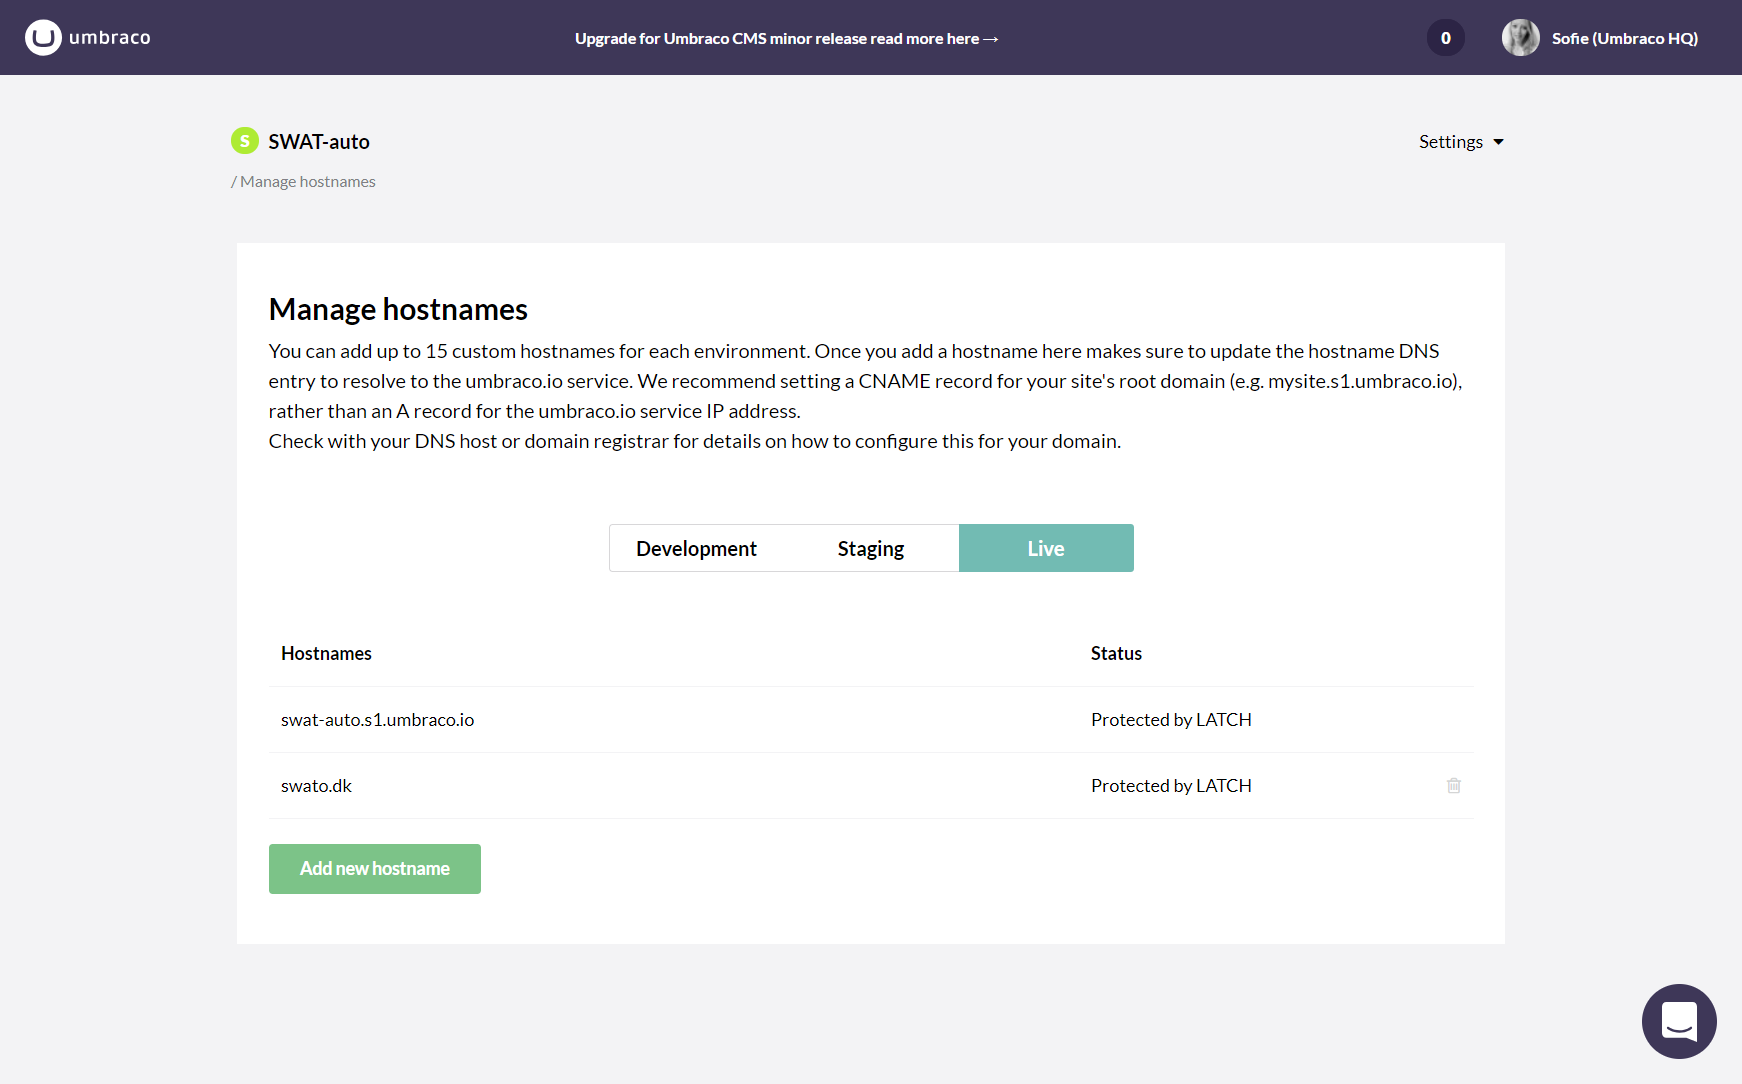 umbraco
Upgrade for Umbraco CMS minor release read more here →
0
Sofie (Umbraco HQ)
S SWAT-auto
Settings
/ Manage hostnames
Manage hostnames
You can add up to 15 custom hostnames for each environment. Once you add a hostname here makes sure to update the hostname DNS
entry to resolve to the umbraco.io service. We recommend setting a CNAME record for your site's root domain (e.g. mysite.s1.umbraco.io),
rather than an A record for the umbraco.io service IP address.
Check with your DNS host or domain registrar for details on how to configure this for your domain.
Development Staging Live
Hostnames Status
swat-auto.s1.umbraco.io Protected by LATCH
swato.dk Protected by LATCH
Add new hostname